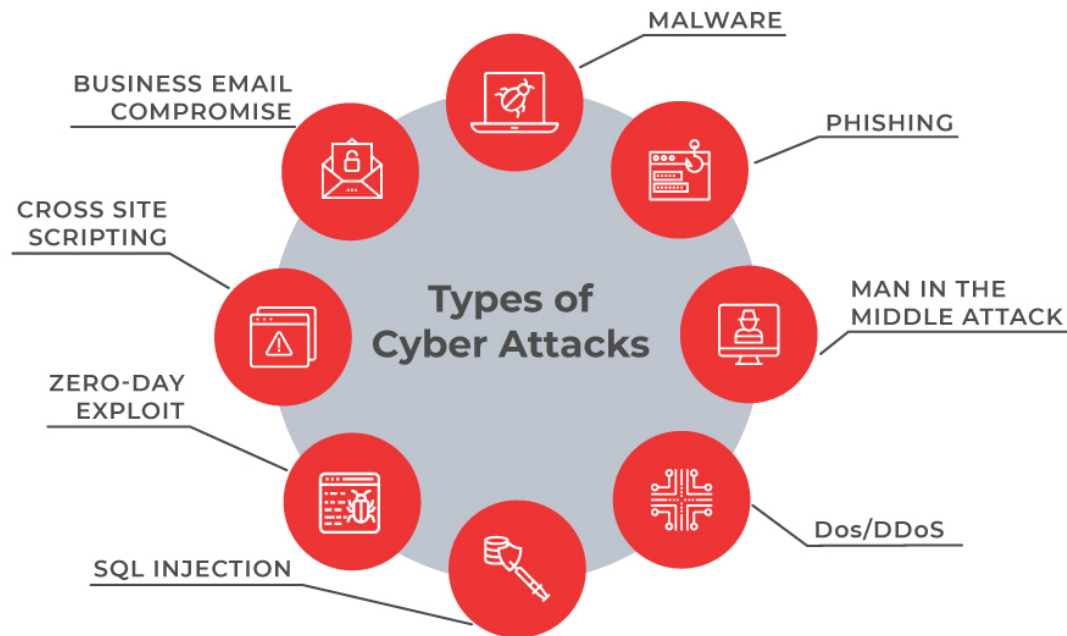 MALWARE
BUSINESS EMAIL
COMPROMISE
PHISHING
CROSS SITE
SCRIPTING
Types of
Cyber Attacks
MAN IN THE
MIDDLE ATTACK
ZERO-DAY
EXPLOIT
Dos/DDoS
SQL INJECTION